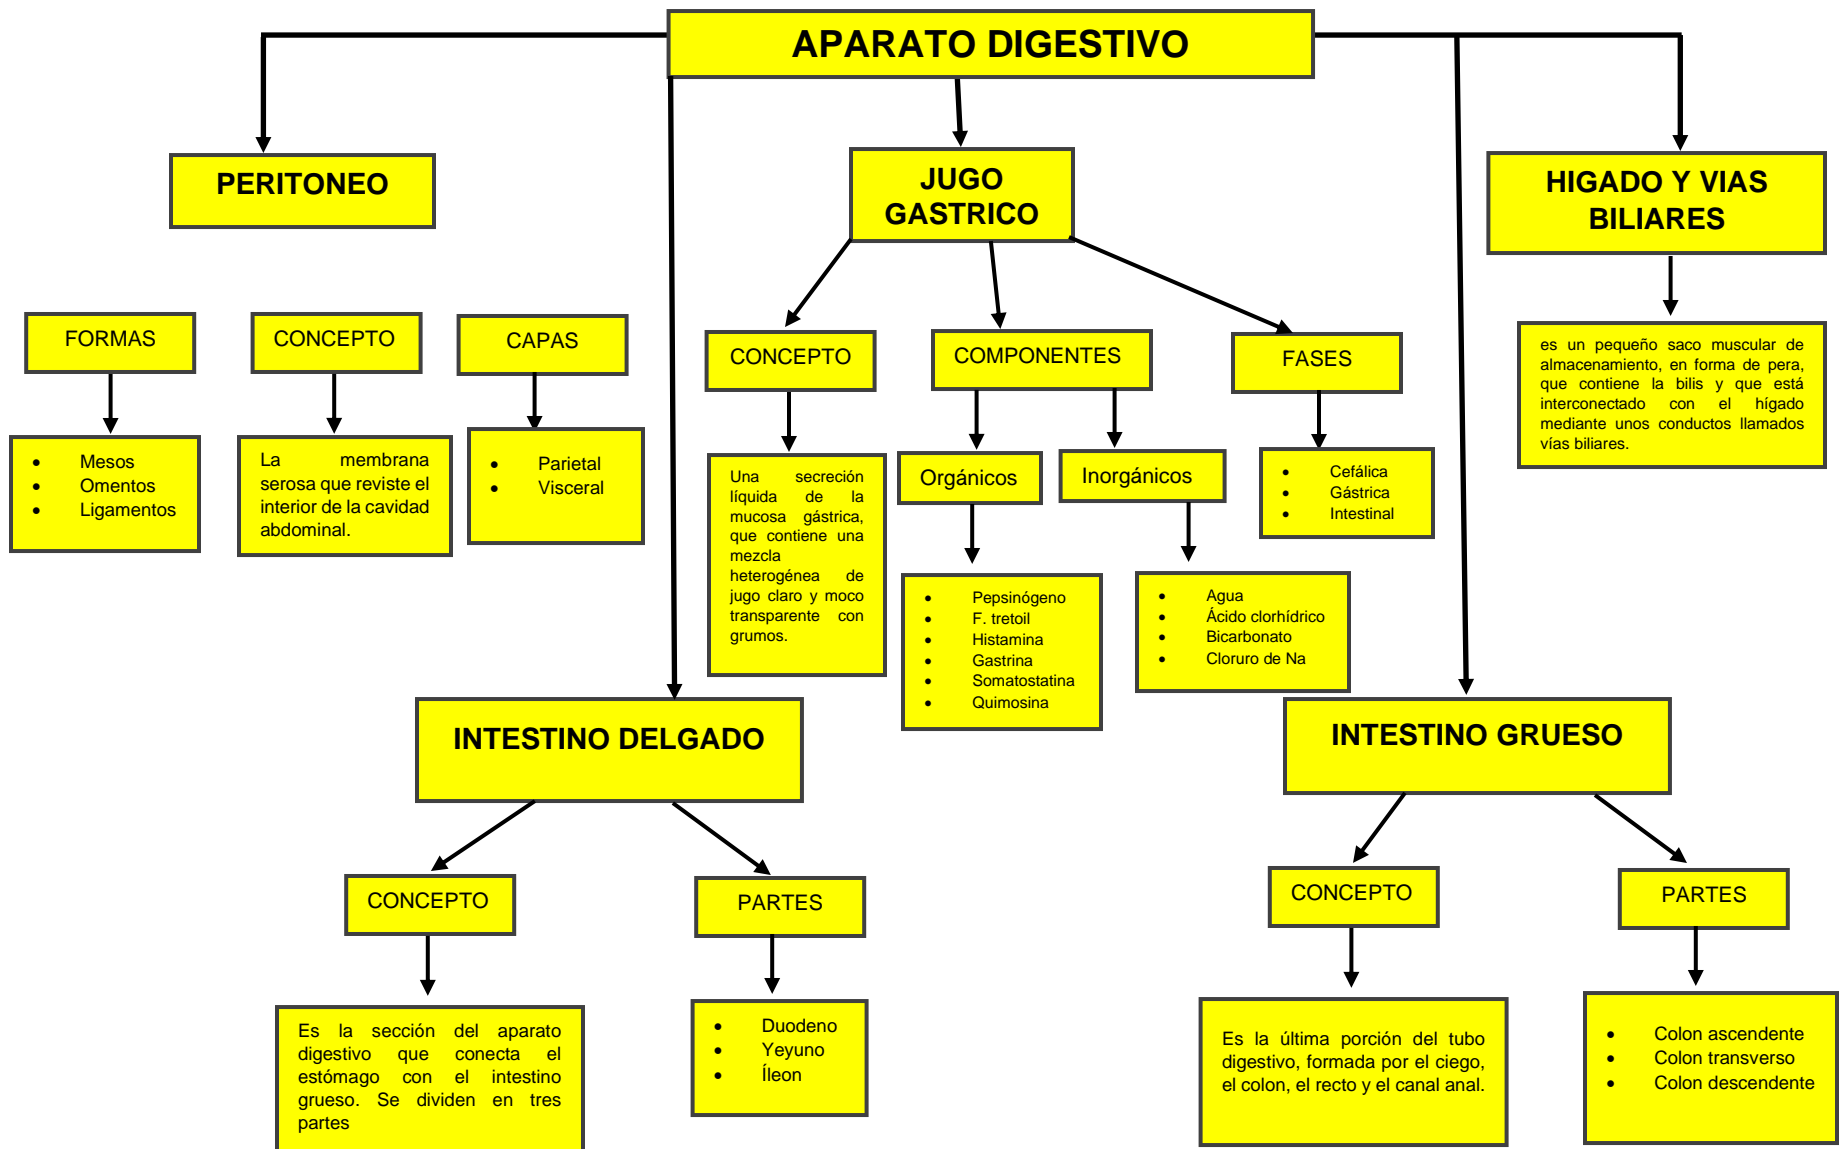 APARATO DIGESTIVO
PERITONEO
FORMAS
• Mesos
• Omentos
• Ligamentos
CONCEPTO
La membrana
serosa que reviste el
interior de la cavidad
abdominal.
CAPAS
• Parietal
• Visceral
JUGO
GASTRICO
CONCEPTO
Una secreción
líquida de la
mucosa gástrica,
que contiene una
mezcla
heterogénea de
jugo claro y moco
transparente con
grumos.
COMPONENTES
Orgánicos
• Pepsinógeno
• F. tretoil
• Histamina
• Gastrina
• Somatostatina
• Quimosina
Inorgánicos
• Agua
• Ácido clorhídrico
• Bicarbonato
• Cloruro de Na
FASES
• Cefálica
• Gástrica
• Intestinal
HIGADO Y VIAS
BILIARES
es un pequeño saco muscular de
almacenamiento, en forma de pera,
que contiene la bilis y que está
interconectado con el hígado
mediante unos conductos llamados
vías biliares.
INTESTINO DELGADO
CONCEPTO
Es la sección del aparato
digestivo que conecta el
estómago con el intestino
grueso. Se dividen en tres
partes
PARTES
• Duodeno
• Yeyuno
• Íleon
INTESTINO GRUESO
CONCEPTO
Es la última porción del tubo
digestivo, formada por el ciego,
el colon, el recto y el canal anal.
PARTES
• Colon ascendente
• Colon transverso
• Colon descendente